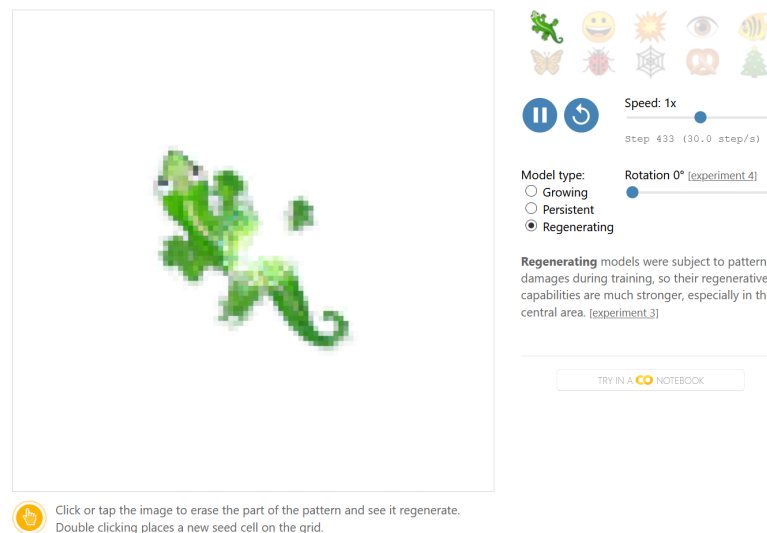 Speed: 1x
Step 433 (30.0 step/s)
Model type:
Growing
Persistent
Regenerating
Rotation 0° [experiment 4]
Regenerating models were subject to pattern
damages during training, so their regenerative
capabilities are much stronger, especially in th
central area. [experiment 3]
TRY IN A CO NOTEBOOK
Click or tap the image to erase the part of the pattern and see it regenerate.
Double clicking places a new seed cell on the grid.